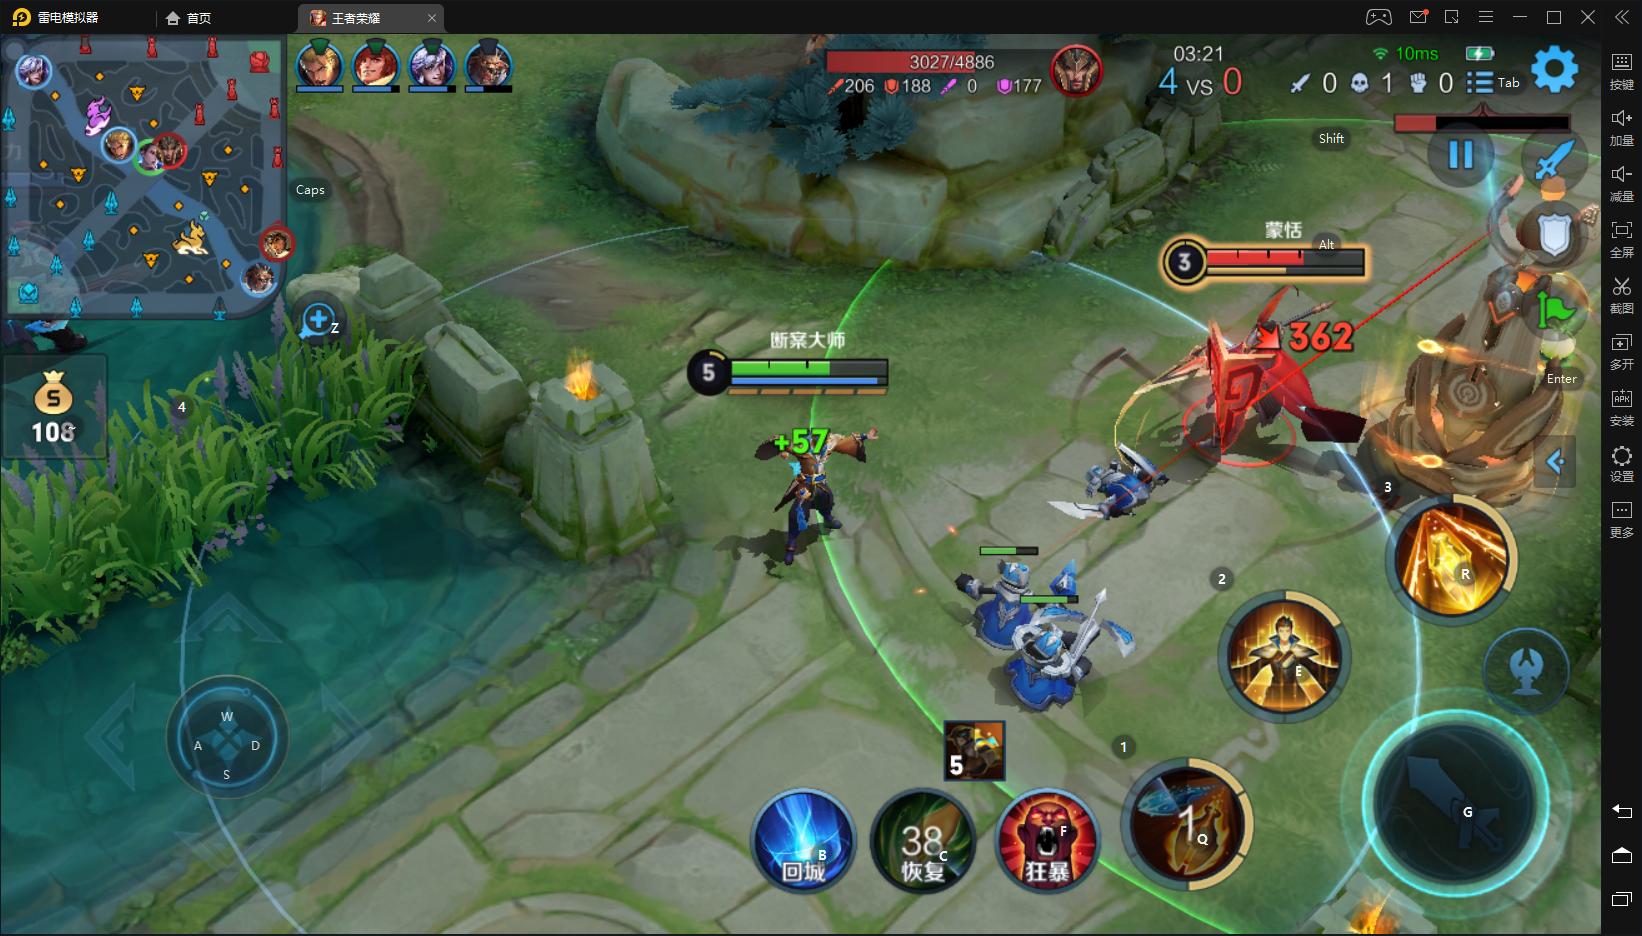 雷电模拟器
首页
王者荣耀
3027/4886
206
188
0
177
03:21
4 VS 0
10ms
0
1
0
Tab
Shift
Caps
Z
4
108
~
蒙恬
Alt
3
362
断案大师
5
+57
Enter
3
R
2
E
W
A
D
S
5
1
1
Q
G
回城
B
38
恢复
C
狂暴
F
按键
加量
减量
全屏
截图
多开
APK
安装
设置
更多